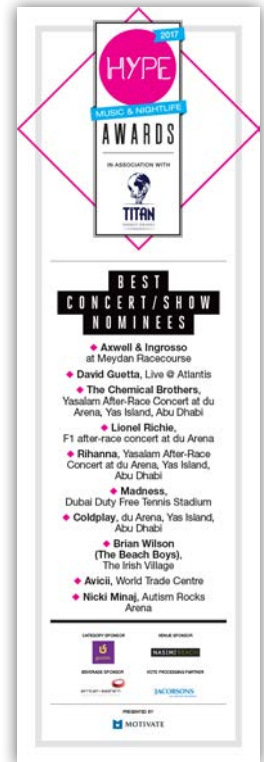 2017
HYPE
MUSIC & NIGHTLIFE
AWARDS
IN ASSOCIATION WITH
TITAN
BEST
CONCERT/SHOW
NOMINEES
◆ Axwell & Ingrosso
at Meydan Racecourse
◆ David Guetta, Live @ Atlantis
◆ The Chemical Brothers,
Yasalam After-Race Concert at du
Arena, Yas Island, Abu Dhabi
◆ Lionel Richie,
F1 after-race concert at du Arena
◆ Rihanna, Yasalam After-Race
Concert at du Arena, Yas Island,
Abu Dhabi
◆ Madness,
Dubai Duty Free Tennis Stadium
◆ Coldplay, du Arena, Yas Island,
Abu Dhabi
◆ Brian Wilson
(The Beach Boys),
The Irish Village
◆ Avicii, World Trade Centre
◆ Nicki Minaj, Autism Rocks
Arena
CATEGORY SPONSOR
VENUE SPONSOR
NASIMI BEACH
BEVERAGE SPONSOR
VOTE PROCESSING PARTNER
JACOBSONS
PRESENTED BY
MOTIVATE